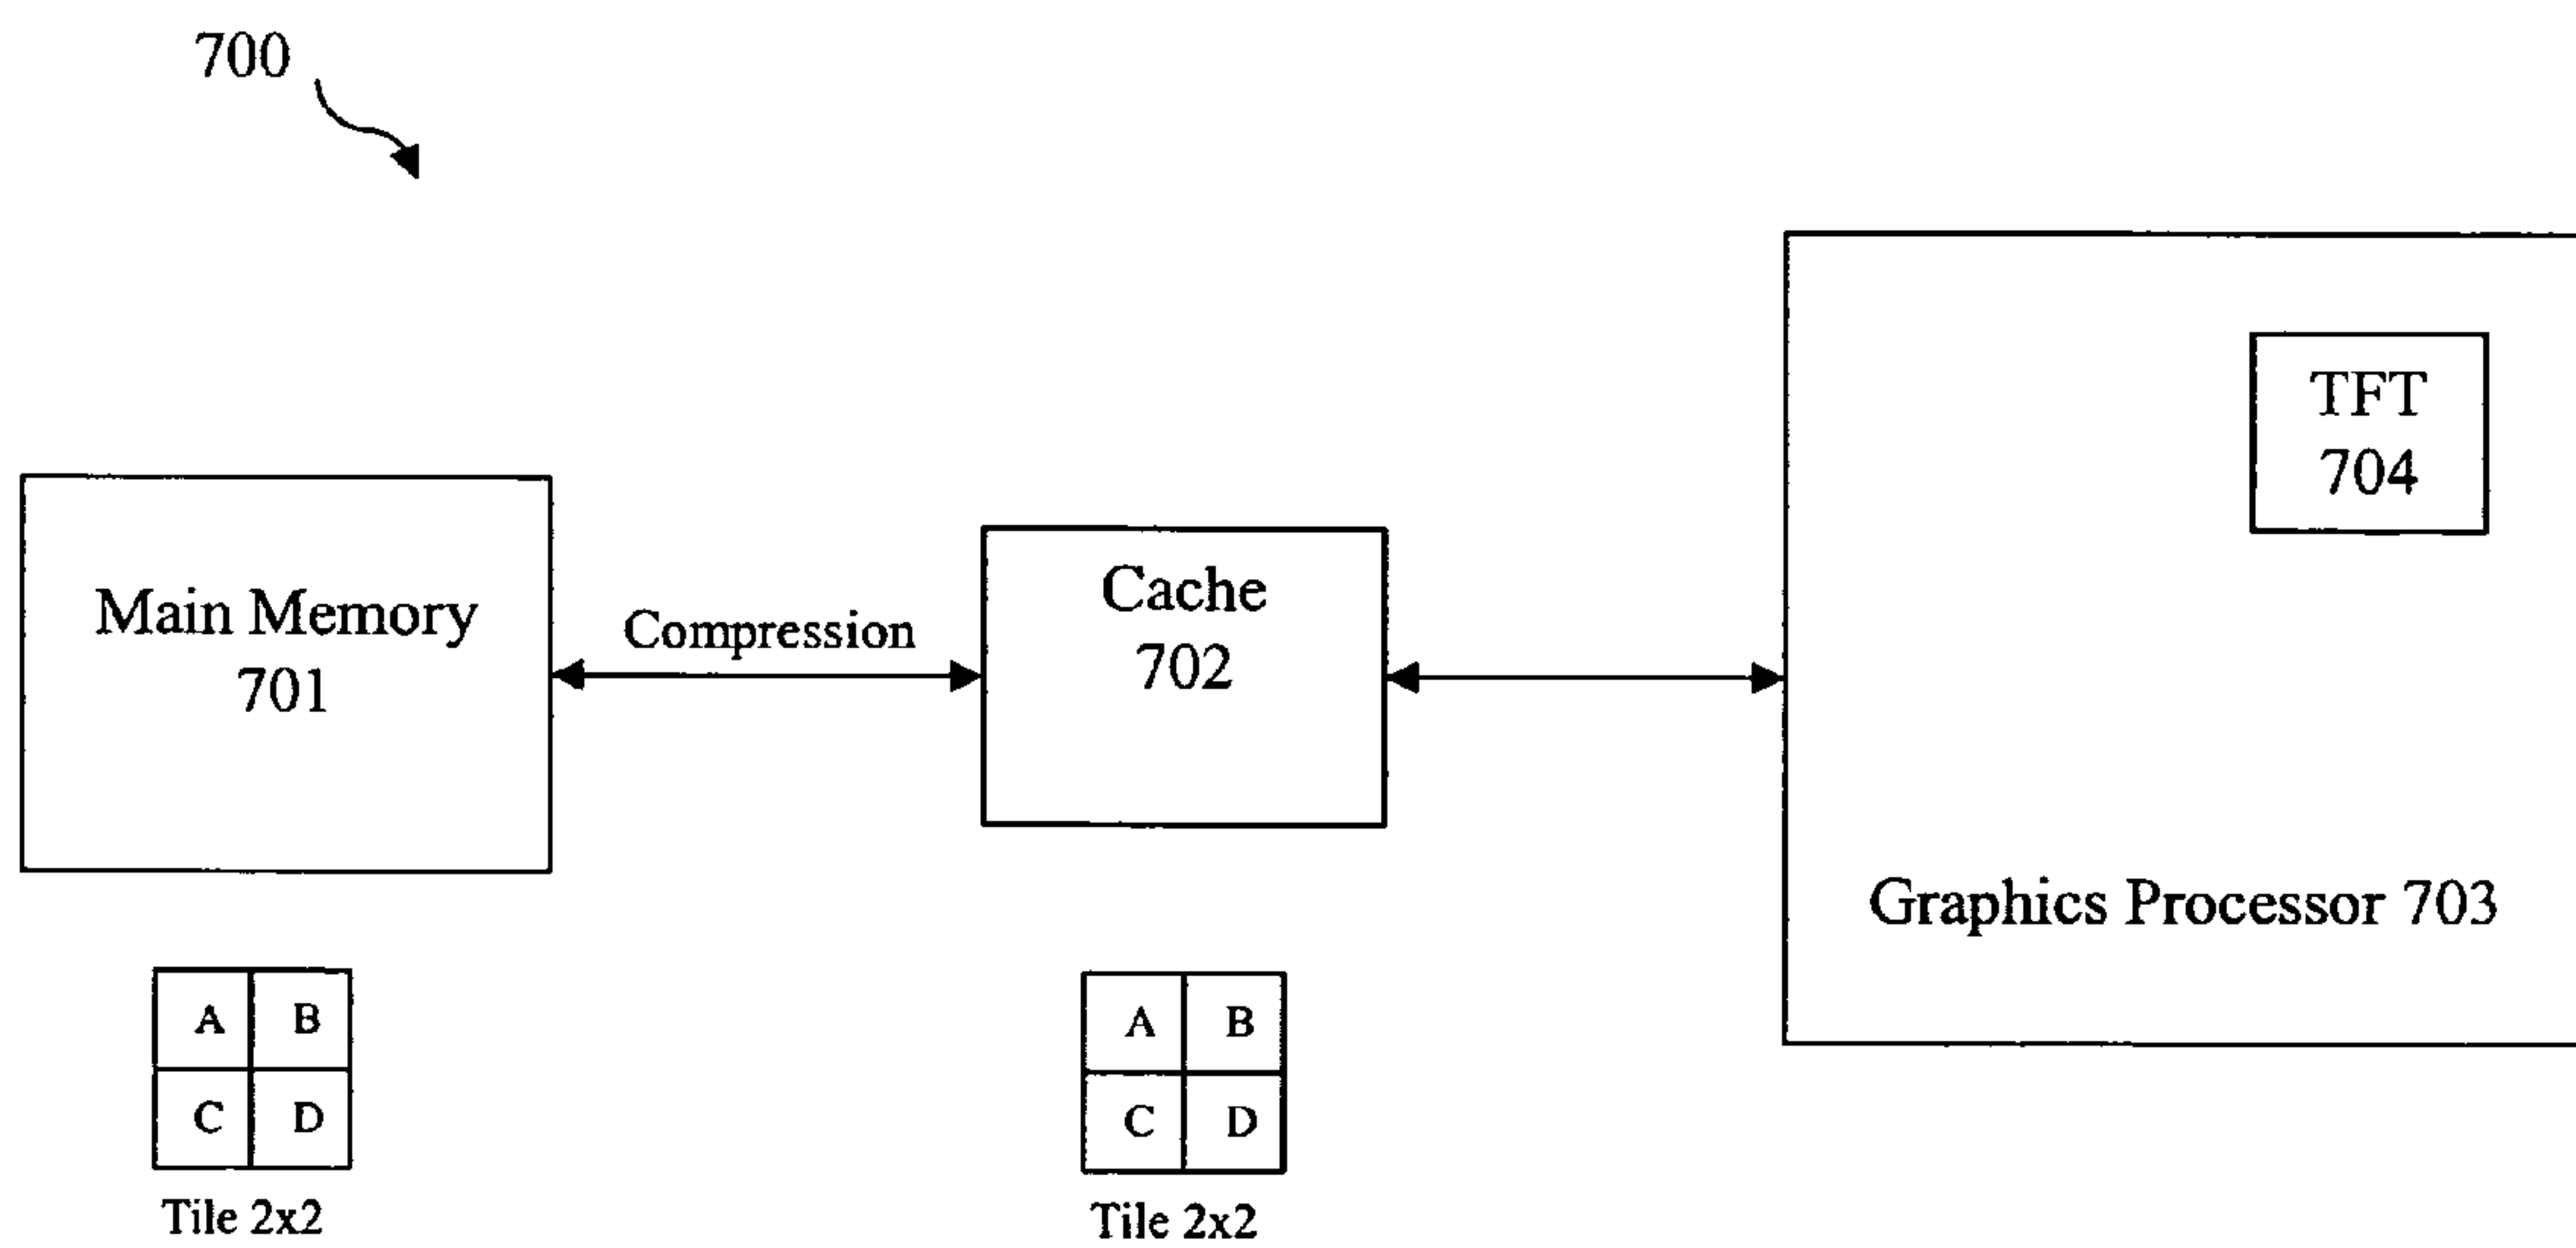 700
TFT
704
Main Memory
701
Compression
Cache
702
Graphics Processor 703
A B
C D
Tile 2x2
A B
C D
Tile 2x2